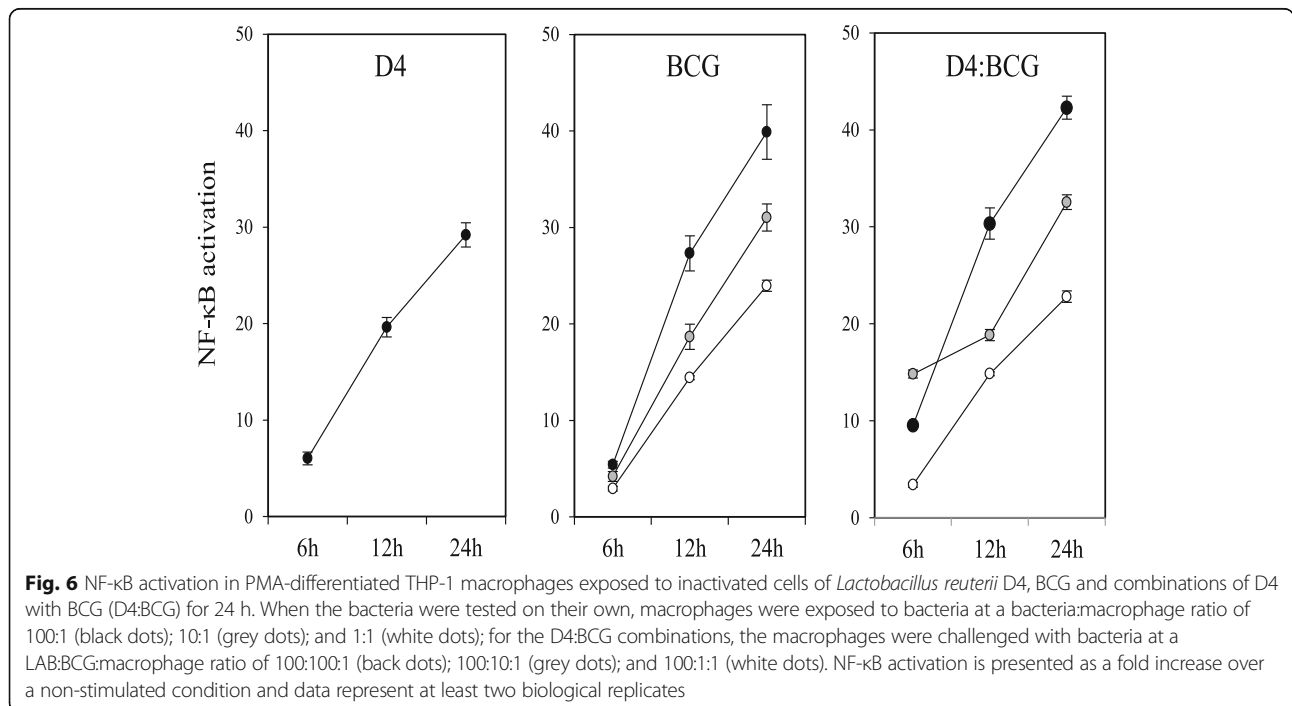 D4
BCG
D4:BCG
NF-κB activation
50
40
30
20
10
0
6h
12h
24h
50
40
30
20
10
0
6h
12h
24h
50
40
30
20
10
0
6h
12h
24h
Fig. 6 NF-κB activation in PMA-differentiated THP-1 macrophages exposed to inactivated cells of Lactobacillus reuterii D4, BCG and combinations of D4
with BCG (D4:BCG) for 24 h. When the bacteria were tested on their own, macrophages were exposed to bacteria at a bacteria:macrophage ratio of
100:1 (black dots); 10:1 (grey dots); and 1:1 (white dots); for the D4:BCG combinations, the macrophages were challenged with bacteria at a
LAB:BCG:macrophage ratio of 100:100:1 (back dots); 100:10:1 (grey dots); and 100:1:1 (white dots). NF-κB activation is presented as a fold increase over
a non-stimulated condition and data represent at least two biological replicates